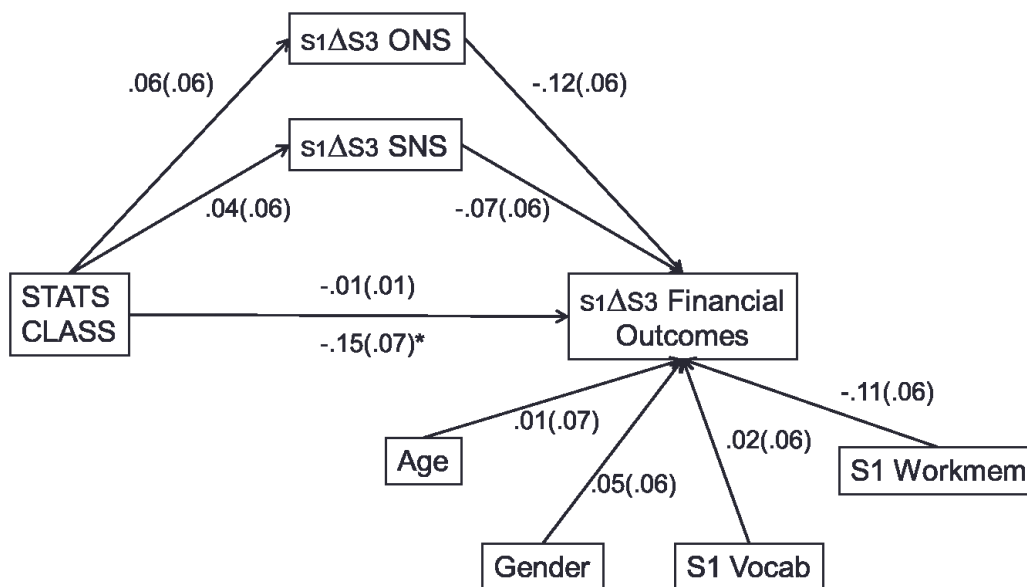 S1ΔS3 ONS
.06(.06)
-.12(.06)
S1ΔS3 SNS
.04(.06)
-.07(.06)
STATS
CLASS
-.01(.01)
-.15(.07)*
S1ΔS3 Financial
Outcomes
.01(.07)
-.11(.06)
.02(.06)
.05(.06)
Age
S1 Workmem
Gender
S1 Vocab